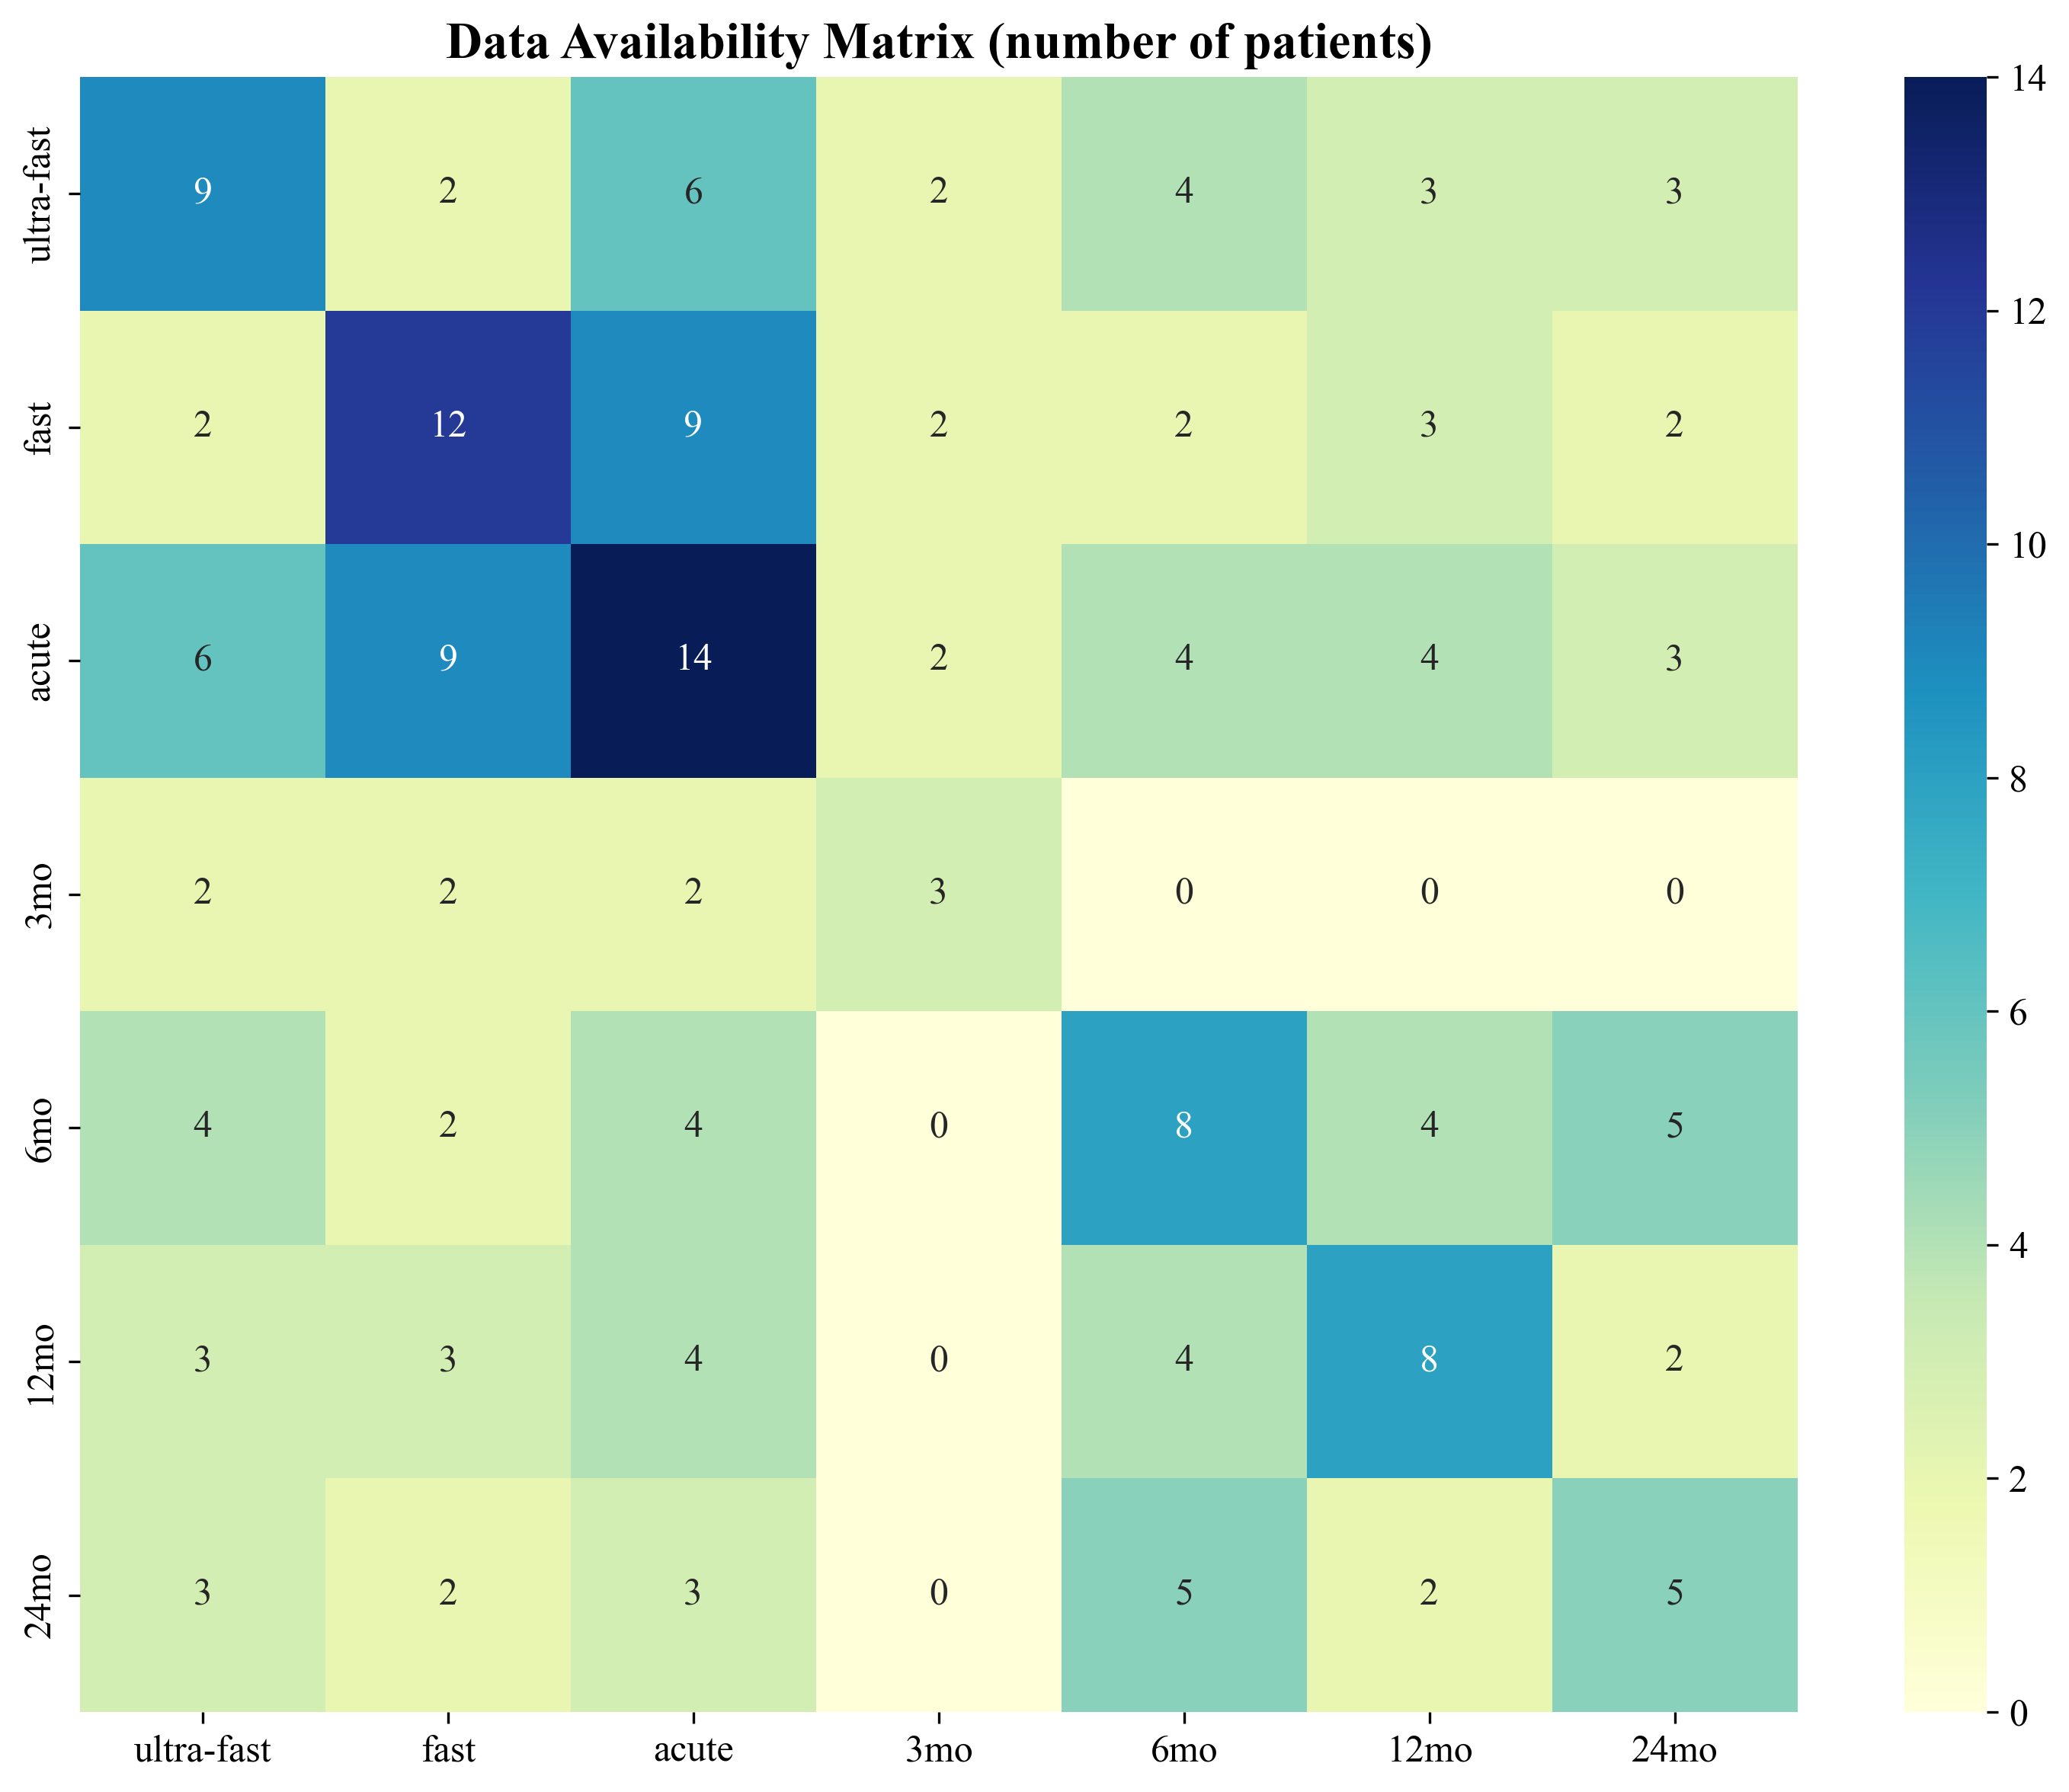 Data Availability Matrix (number of patients)
ultra-fast 9 2 6 2 4 3 3
fast 2 12 9 2 2 3 2
acute 6 9 14 2 4 4 3
3mo 2 2 2 3 0 0 0
6mo 4 2 4 0 8 4 5
12mo 3 3 4 0 4 8 2
24mo 3 2 3 0 5 2 5
ultra-fast fast acute 3mo 6mo 12mo 24mo
14
12
10
8
6
4
2
0